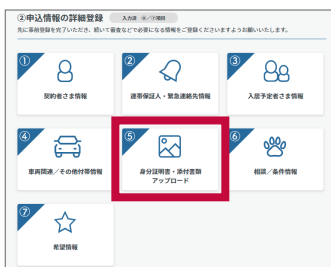 ②申込情報の詳細登録 入力済 ※/⑦項目
先に事前登録を完了いただき、続いて審査などで必要になる情報をご登録くださいますようお願いいたします。
① ② ③
契約者さま情報 連帯保証人・緊急連絡先情報 入居予定者さま情報
④ ⑤ ⑥
車両関連/その他付帯情報 身分証明書・添付書類 相談/条件情報
アップロード
⑦
希望情報